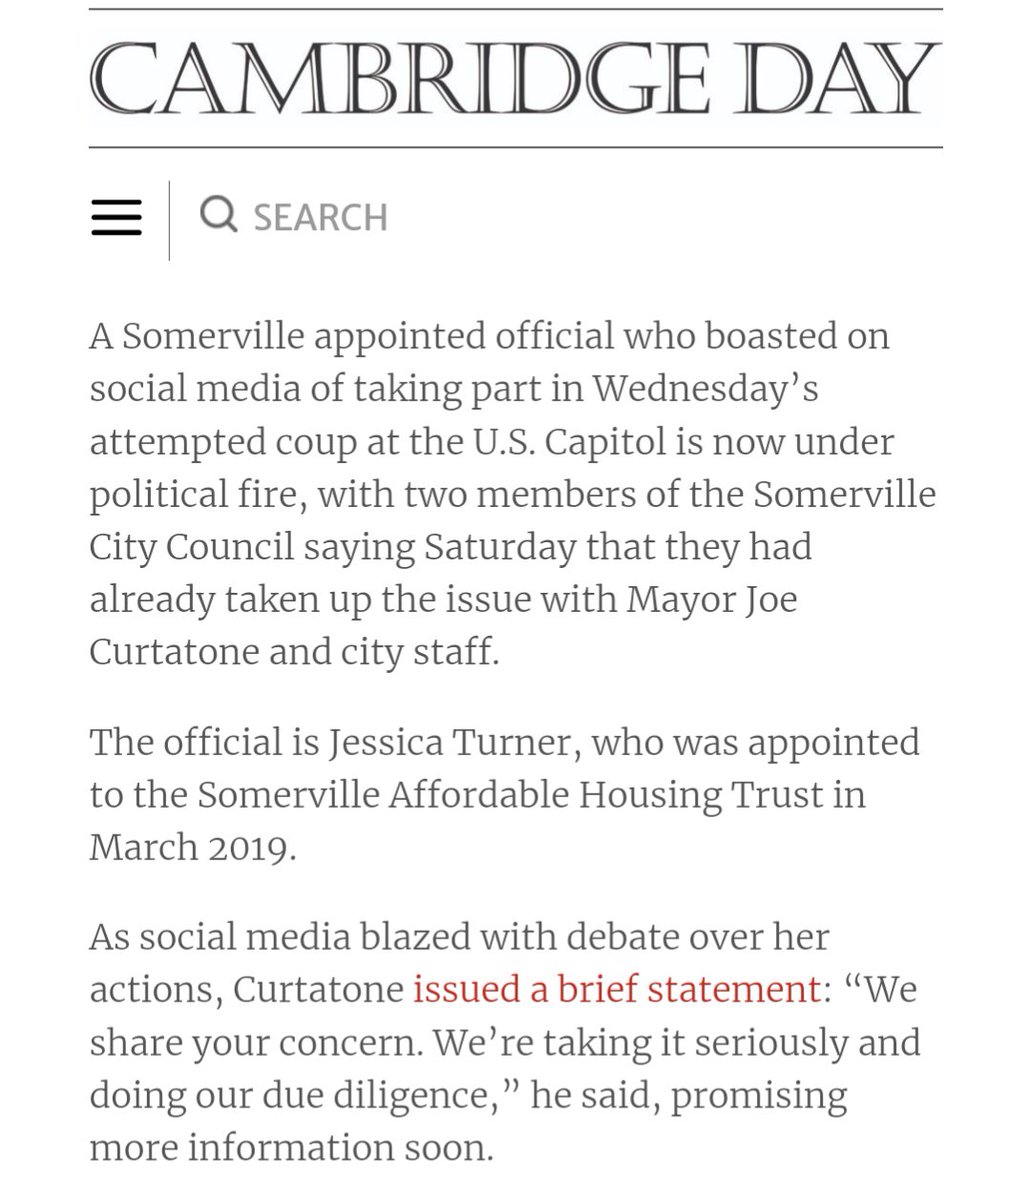 CAMBRIDGE DAY
SEARCH
A Somerville appointed official who boasted on
social media of taking part in Wednesday’s
attempted coup at the U.S. Capitol is now under
political fire, with two members of the Somerville
City Council saying Saturday that they had
already taken up the issue with Mayor Joe
Curtatone and city staff.
The official is Jessica Turner, who was appointed
to the Somerville Affordable Housing Trust in
March 2019.
As social media blazed with debate over her
actions, Curtatone issued a brief statement: “We
share your concern. We’re taking it seriously and
doing our due diligence,” he said, promising
more information soon.